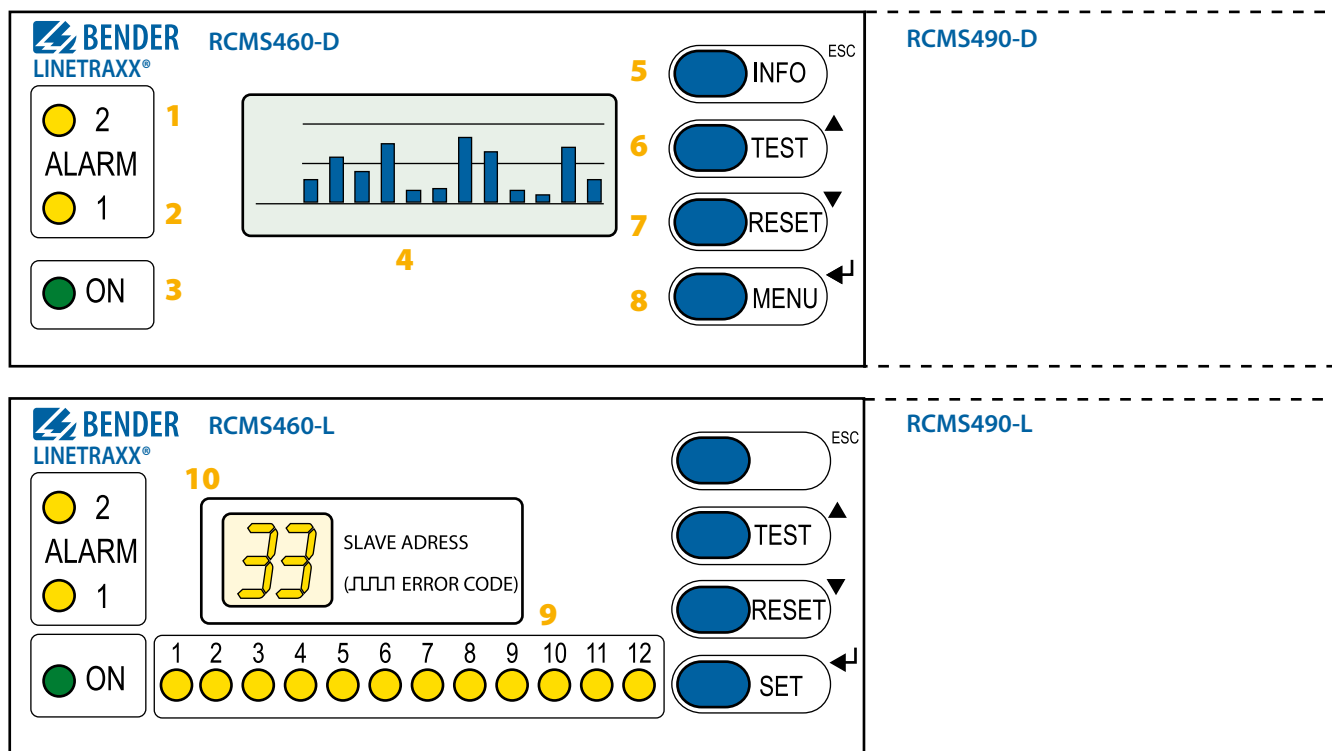 BENDER RCMS460-D
LINETRAXX®
2 1
ALARM
1 2
ON 3
4
5 INFO ESC
6 TEST
7 RESET
8 MENU
RCMS490-D
BENDER RCMS460-L
LINETRAXX®
2
ALARM
1
ON
10
33 SLAVE ADRESS
( ERROR CODE)
9
1 2 3 4 5 6 7 8 9 10 11 12
ESC
TEST
RESET
SET
RCMS490-L